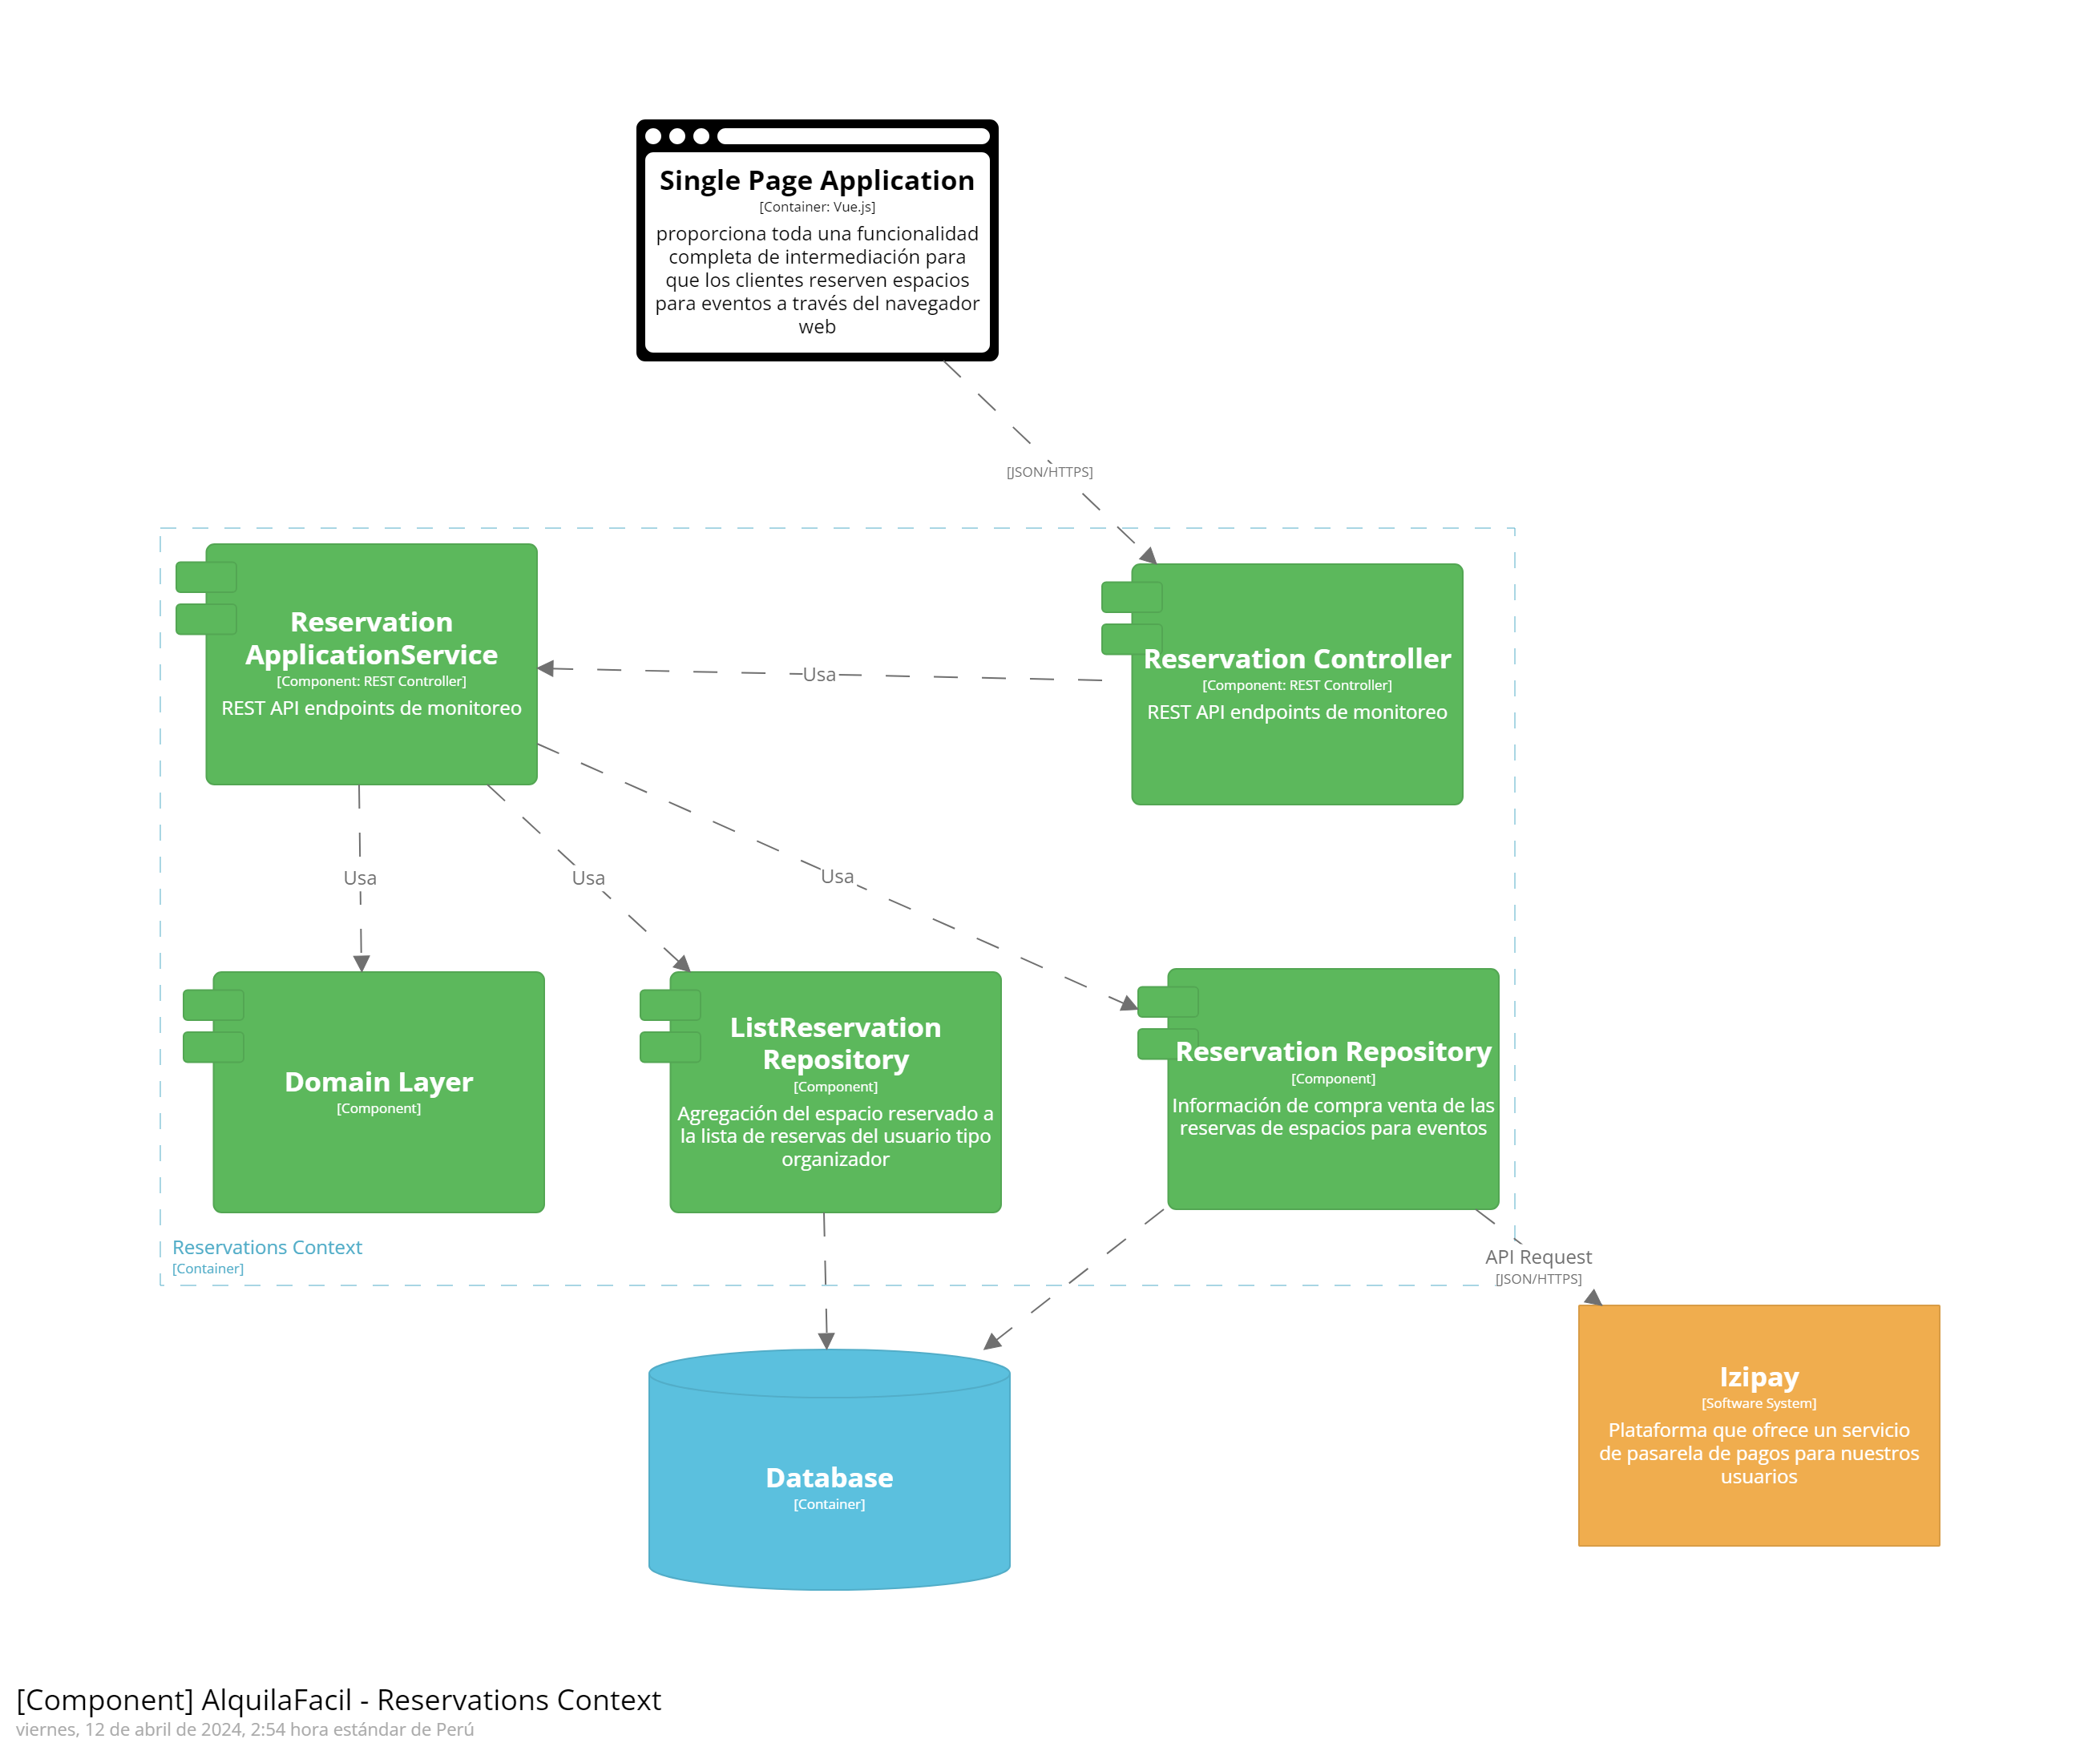 Single Page Application
[Container: Vue.js]
proporciona toda una funcionalidad
completa de intermediación para
que los clientes reserven espacios
para eventos a través del navegador
web
[JSON/HTTPS]
Reservation
ApplicationService
[Component: REST Controller]
REST API endpoints de monitoreo
Usa
Reservation Controller
[Component: REST Controller]
REST API endpoints de monitoreo
Usa
Usa
Usa
Domain Layer
[Component]
ListReservation
Repository
[Component]
Agregación del espacio reservado a
la lista de reservas del usuario tipo
organizador
Reservation Repository
[Component]
Información de compra venta de las
reservas de espacios para eventos
Reservations Context
[Container]
API Request
[JSON/HTTPS]
Izipay
[Software System]
Plataforma que ofrece un servicio
de pasarela de pagos para nuestros
usuarios
Database
[Container]
[Component] AlquilaFacil - Reservations Context
viernes, 12 de abril de 2024, 2:54 hora estándar de Perú